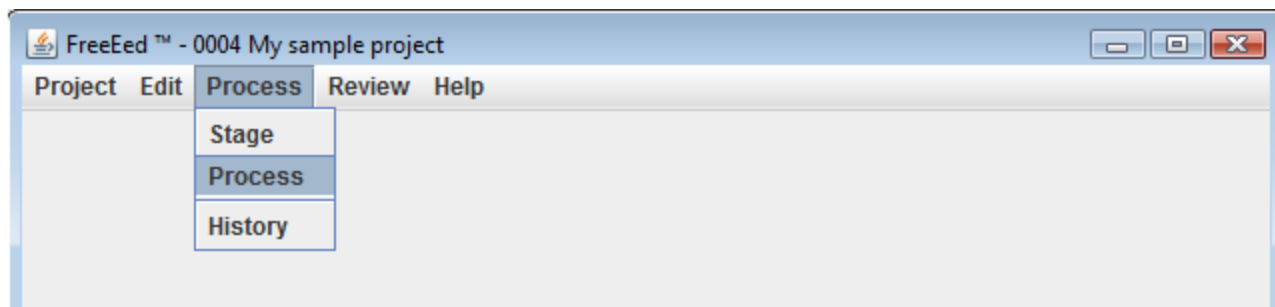 FreeEed ™ - 0004 My sample project
Project Edit Process Review Help
Stage
Process
History